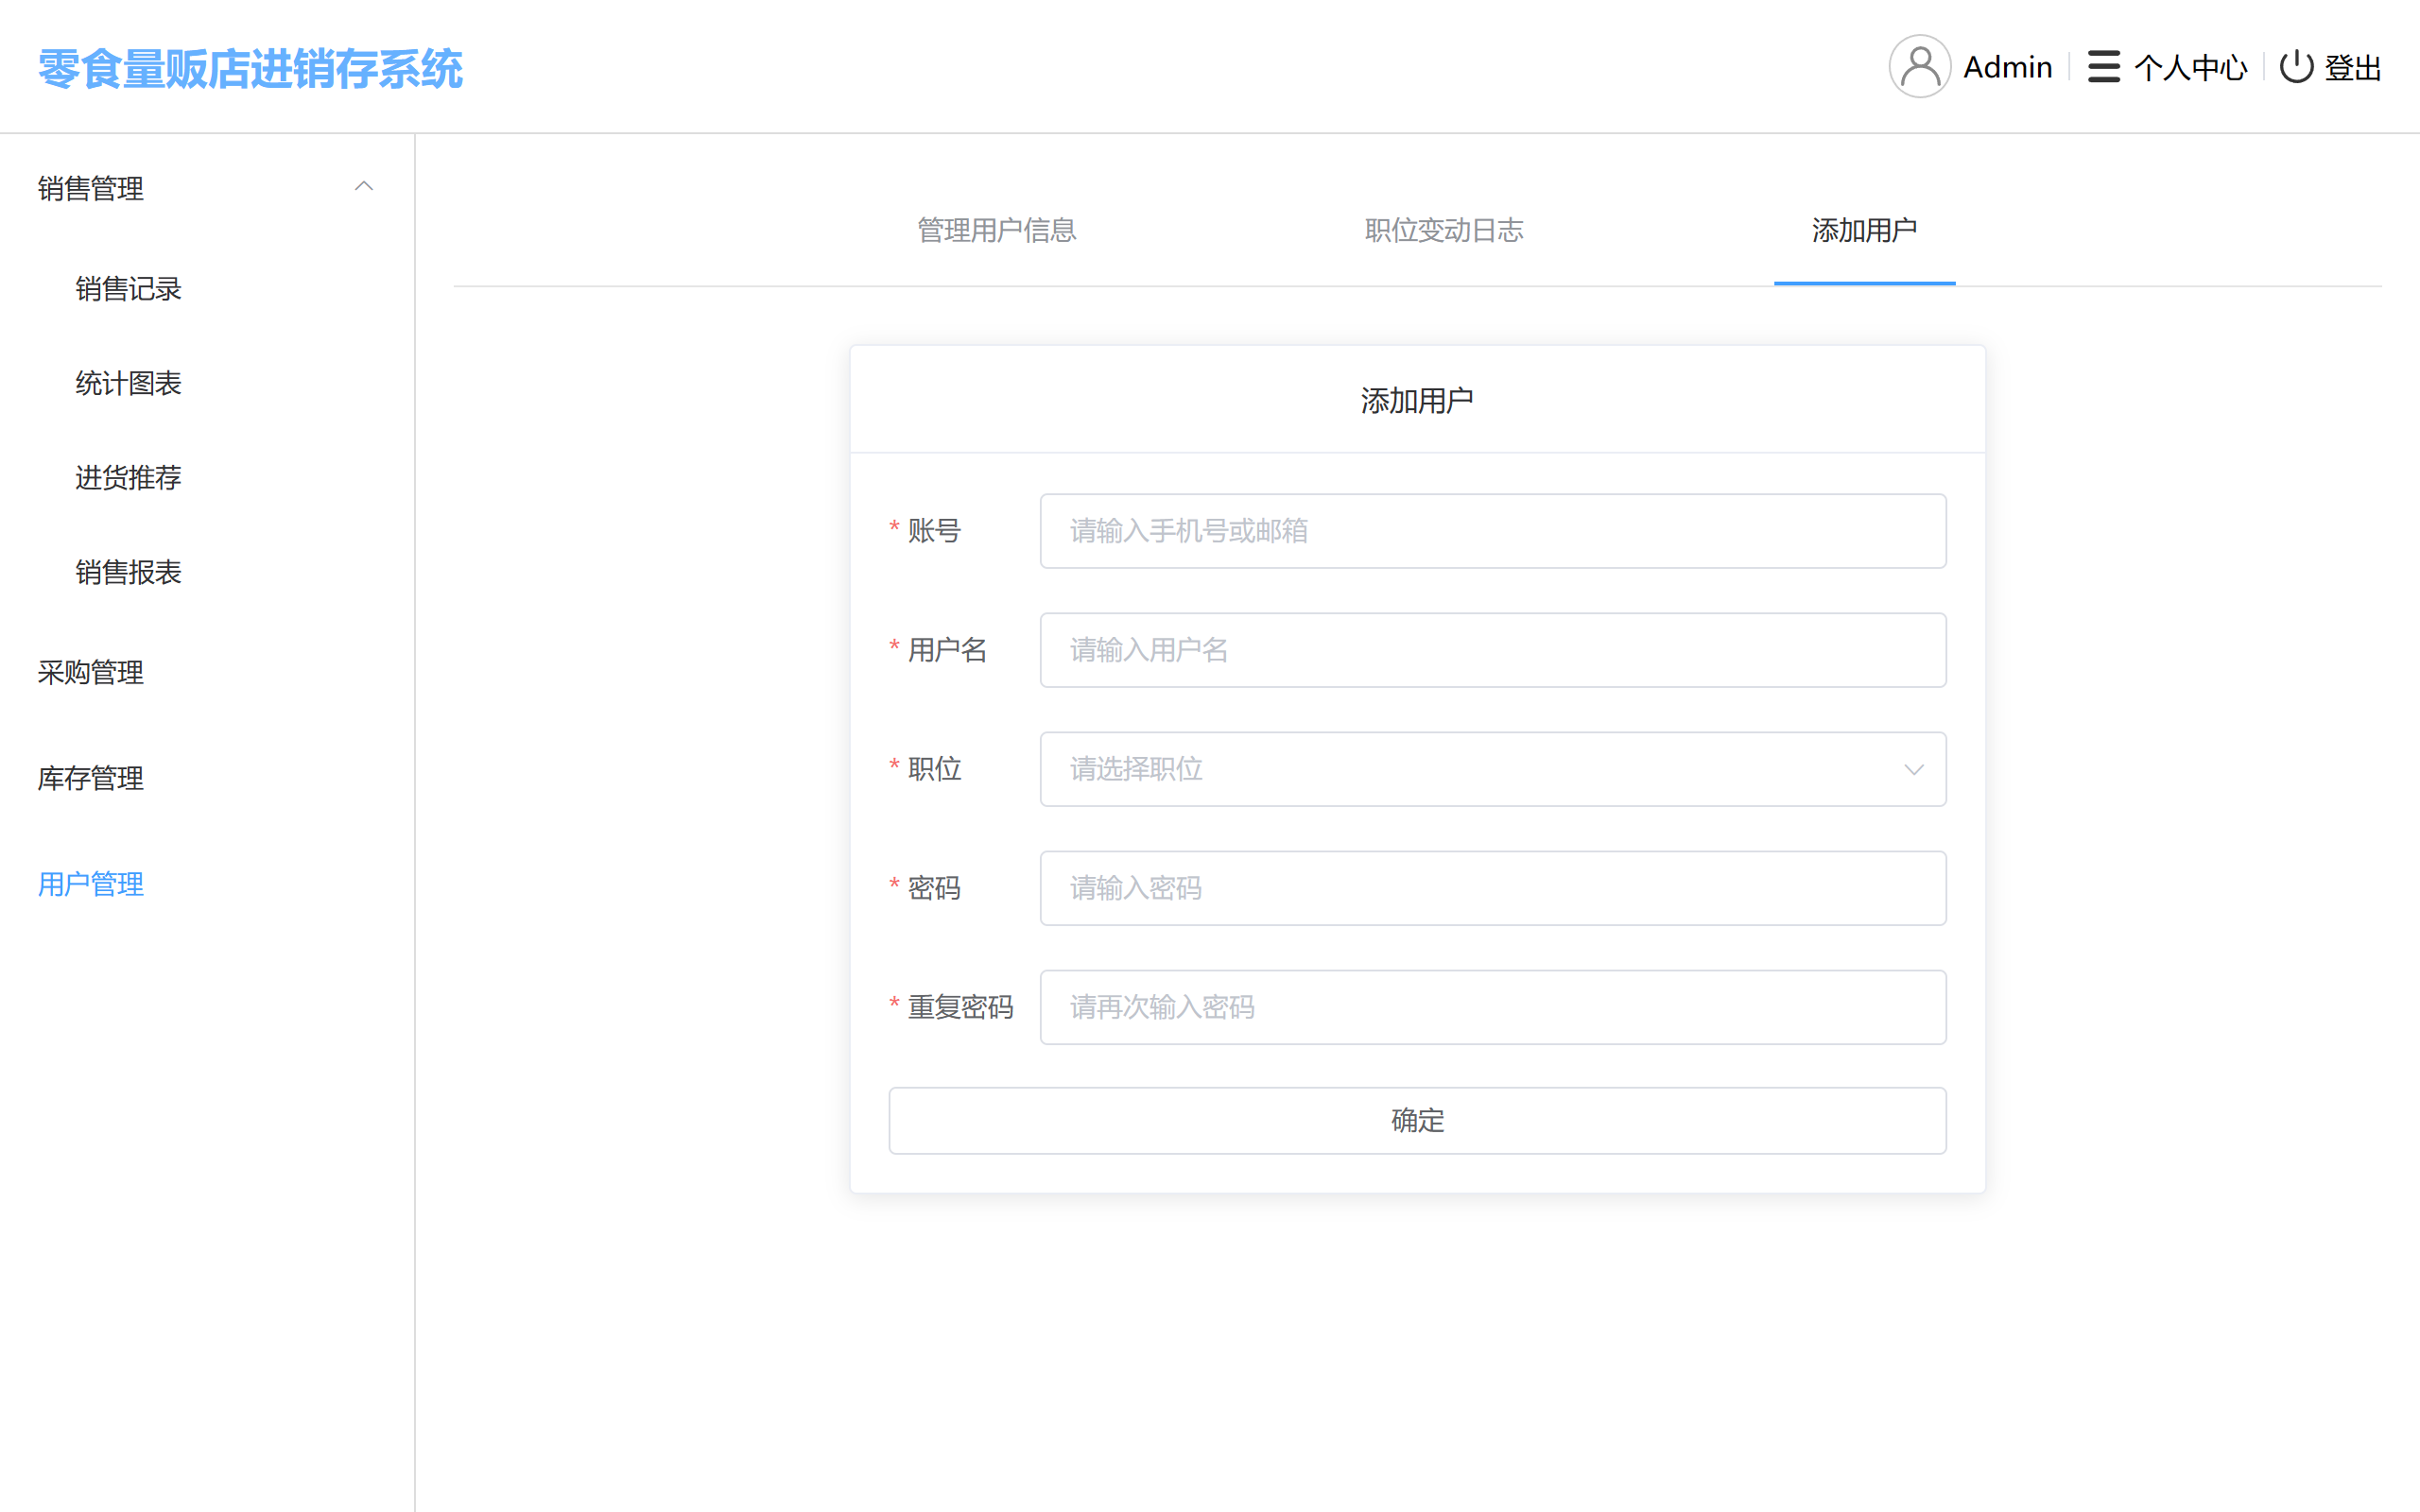 零食量贩店进销存系统
Admin
个人中心
登出
销售管理
销售记录
统计图表
进货推荐
销售报表
采购管理
库存管理
用户管理
管理用户信息
职位变动日志
添加用户
添加用户
* 账号
请输入手机号或邮箱
* 用户名
请输入用户名
* 职位
请选择职位
* 密码
请输入密码
* 重复密码
请再次输入密码
确定